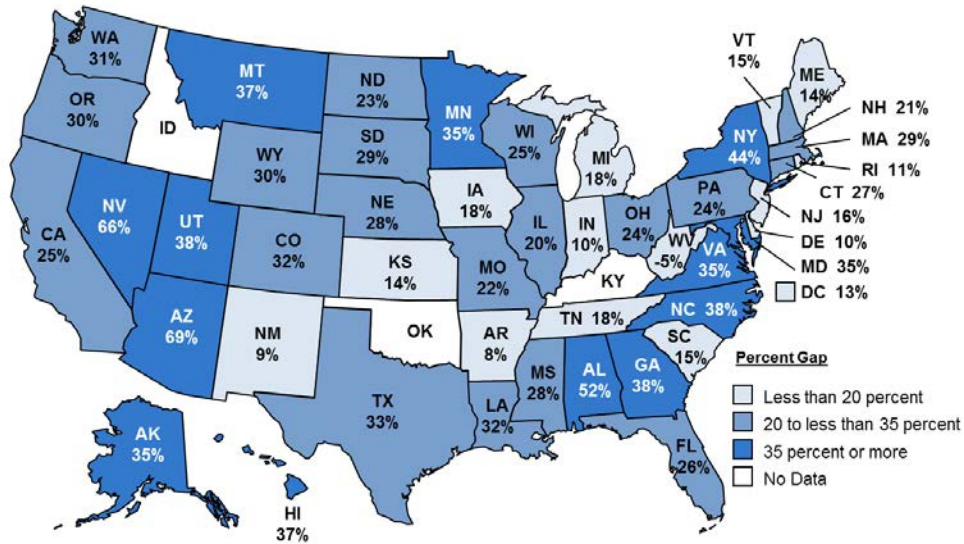 WA
31%
OR
30%
CA
25%
NV
66%
ID
MT
37%
WY
30%
UT
38%
CO
32%
AZ
69%
NM
9%
ND
23%
SD
29%
NE
28%
KS
14%
OK
TX
33%
MN
35%
IA
18%
MO
22%
AR
8%
LA
32%
WI
25%
IL
20%
MI
18%
IN
10%
OH
24%
KY
TN 18%
MS
28%
AL
52%
GA
38%
FL
26%
SC
15%
NC 38%
VA
35%
WV
-5%
PA
24%
NY
44%
VT
15%
ME
14%
NH 21%
MA 29%
RI 11%
CT 27%
NJ 16%
DE 10%
MD 35%
DC 13%
AK
35%
HI
37%
Percent Gap
Less than 20 percent
20 to less than 35 percent
35 percent or more
No Data